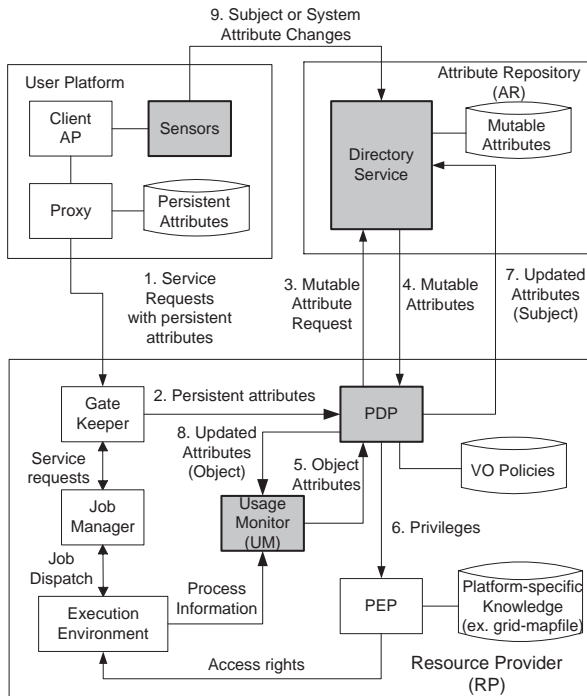 9. Subject or System
Attribute Changes
User Platform
Client
AP
Sensors
Proxy
Persistent
Attributes
Attribute Repository
(AR)
Mutable
Attributes
Directory
Service
1. Service
Requests
with persistent
attributes
3. Mutable
Attribute
Request
4. Mutable
Attributes
7. Updated
Attributes
(Subject)
Gate
Keeper
2. Persistent attributes
PDP
8. Updated
Attributes
(Object)
5. Object
Attributes
VO Policies
Service
requests
Job
Manager
Usage
Monitor
(UM)
6. Privileges
Job
Dispatch
Process
Information
Execution
Environment
PEP
Platform-specific
Knowledge
(ex. grid-mapfile)
Access rights
Resource Provider
(RP)